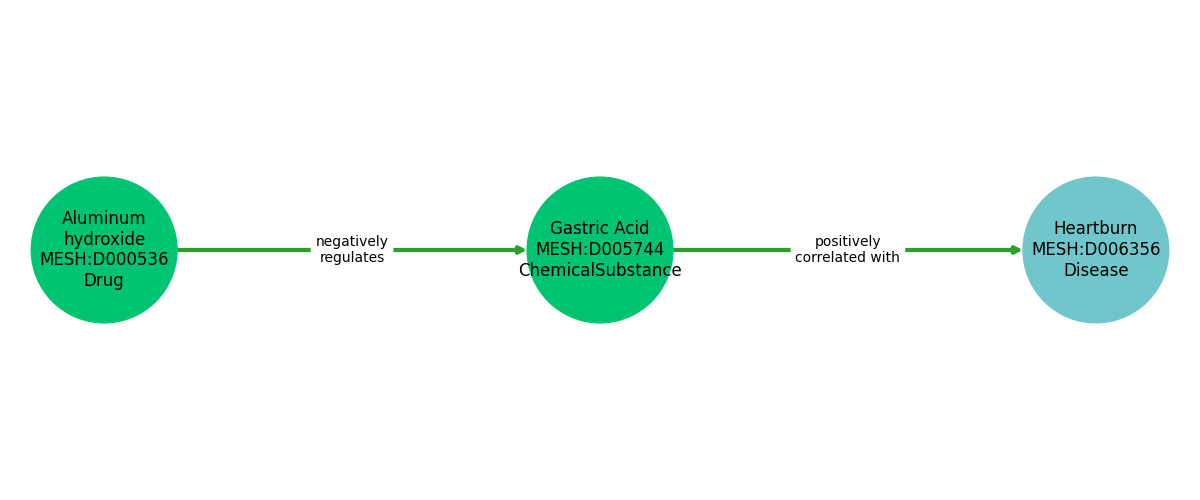 Aluminum
hydroxide
MESH:D000536
Drug
negatively
regulates
Gastric Acid
MESH:D005744
ChemicalSubstance
positively
correlated with
Heartburn
MESH:D006356
Disease